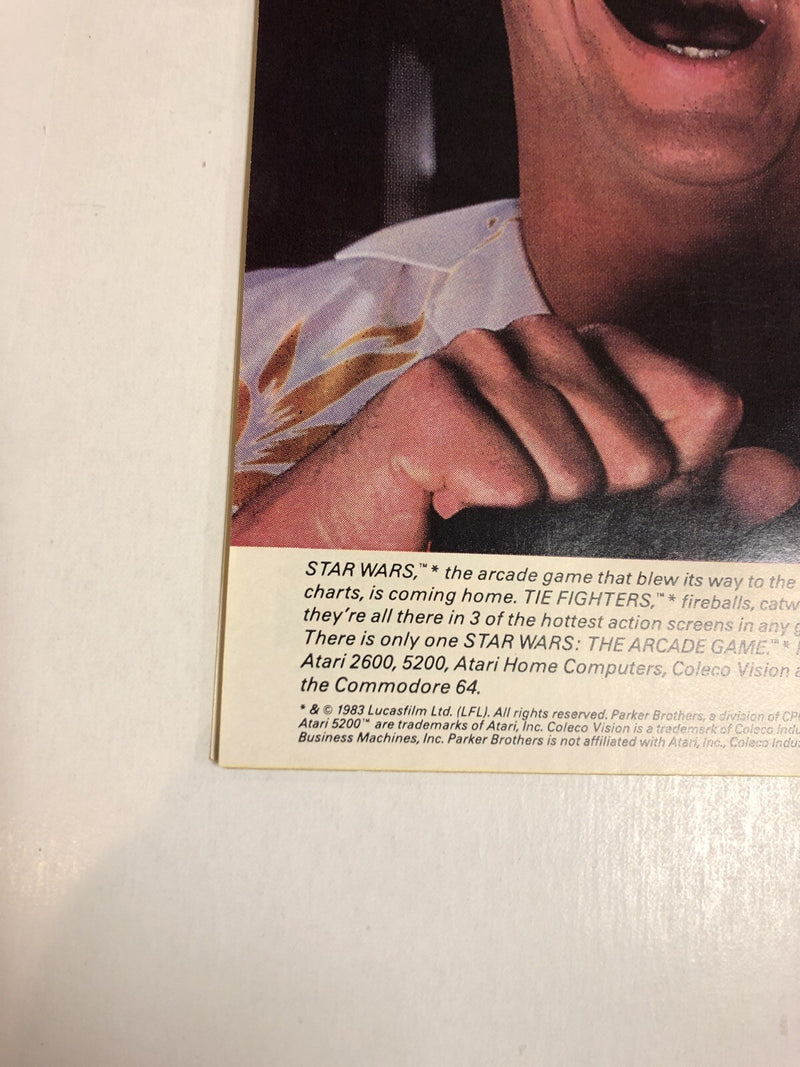 STAR WARS,™* the arcade game that blew its way to the
charts, is coming home. TIE FIGHTERS,™* fireballs,
they're all there in 3 of the hottest action screens in any
There is only one STAR WARS: THE ARCADE GAME.™*
Atari 2600, 5200, Atari Home Computers, Coleco Vision
the Commodore 64.
* & © 1983 Lucasfilm Ltd. (LFL). All rights reserved. Parker Brothers, a division of
Atari 5200™ are trademarks of Atari, Inc. Coleco Vision is a trademark of Coleco
Business Machines, Inc. Parker Brothers is not affiliated with Atari, Inc., Coleco